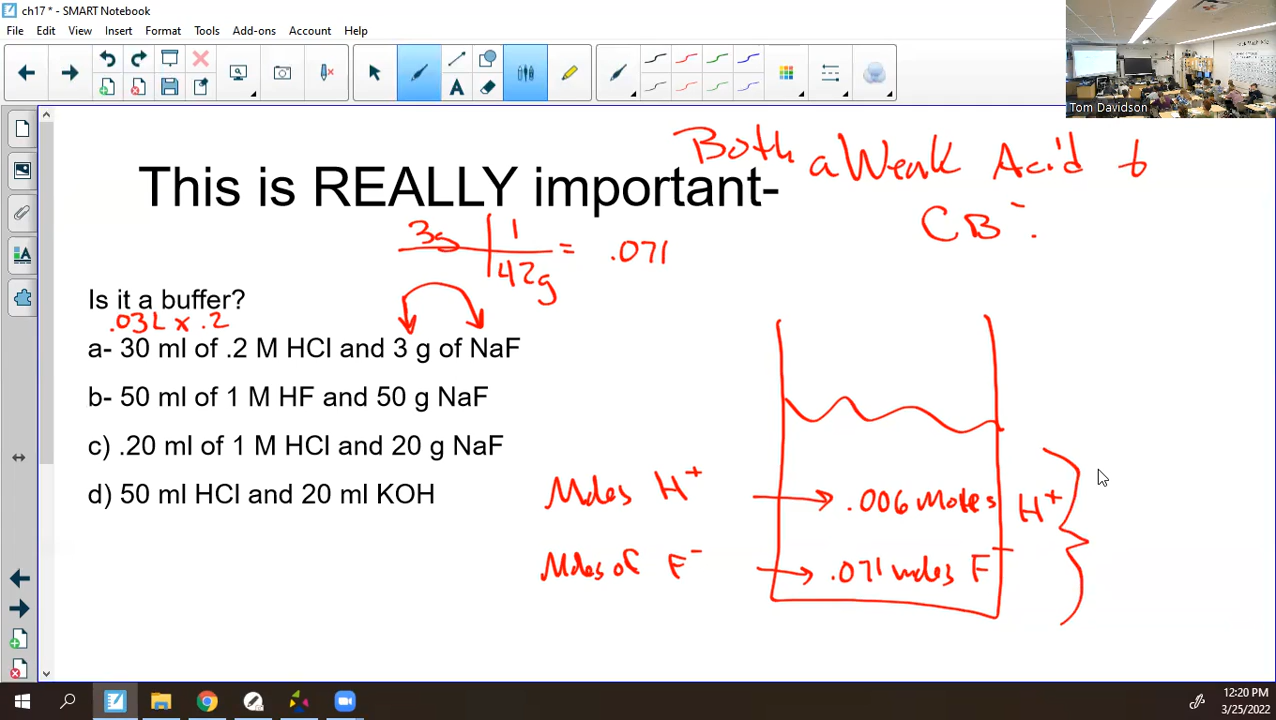 ch17 * - SMART Notebook
File Edit View Insert Format Tools Add-ons Account Help
Tom Davidson
Both a Weak Acid &
CB⁻.
This is REALLY important-
3g | 1
42g
= .071
Is it a buffer?
.03L x .2
a- 30 ml of .2 M HCl and 3 g of NaF
b- 50 ml of 1 M HF and 50 g NaF
c) .20 ml of 1 M HCl and 20 g NaF
d) 50 ml HCl and 20 ml KOH
Moles H⁺ → .006 Moles H⁺
Moles of F⁻ → .071 moles F⁻
12:20 PM
3/25/2022